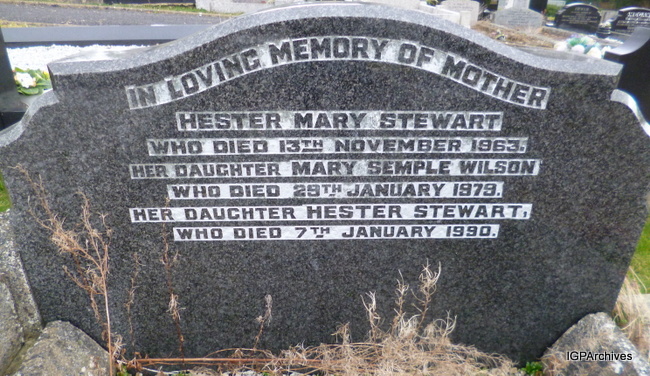 IN LOVING MEMORY OF MOTHER
HESTER MARY STEWART
WHO DIED 13TH NOVEMBER 1963.
HER DAUGHTER MARY SEMPLE WILSON
WHO DIED 29TH JANUARY 1979.
HER DAUGHTER HESTER STEWART,
WHO DIED 7TH JANUARY 1990.
IGPArchives